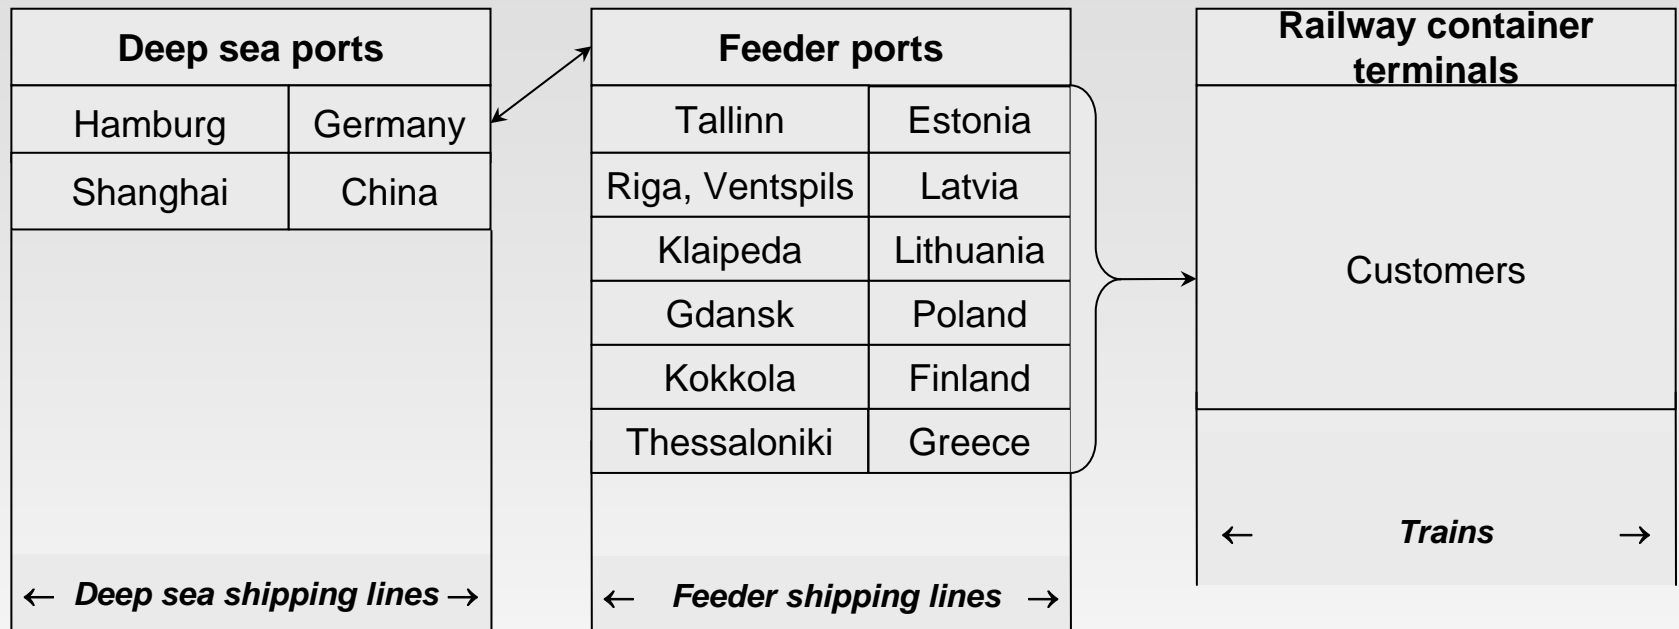 Deep sea ports
Hamburg Germany
Shanghai China
← Deep sea shipping lines →
Feeder ports
Tallinn Estonia
Riga, Ventspils Latvia
Klaipeda Lithuania
Gdansk Poland
Kokkola Finland
Thessaloniki Greece
← Feeder shipping lines →
Railway container
terminals
Customers
← Trains →